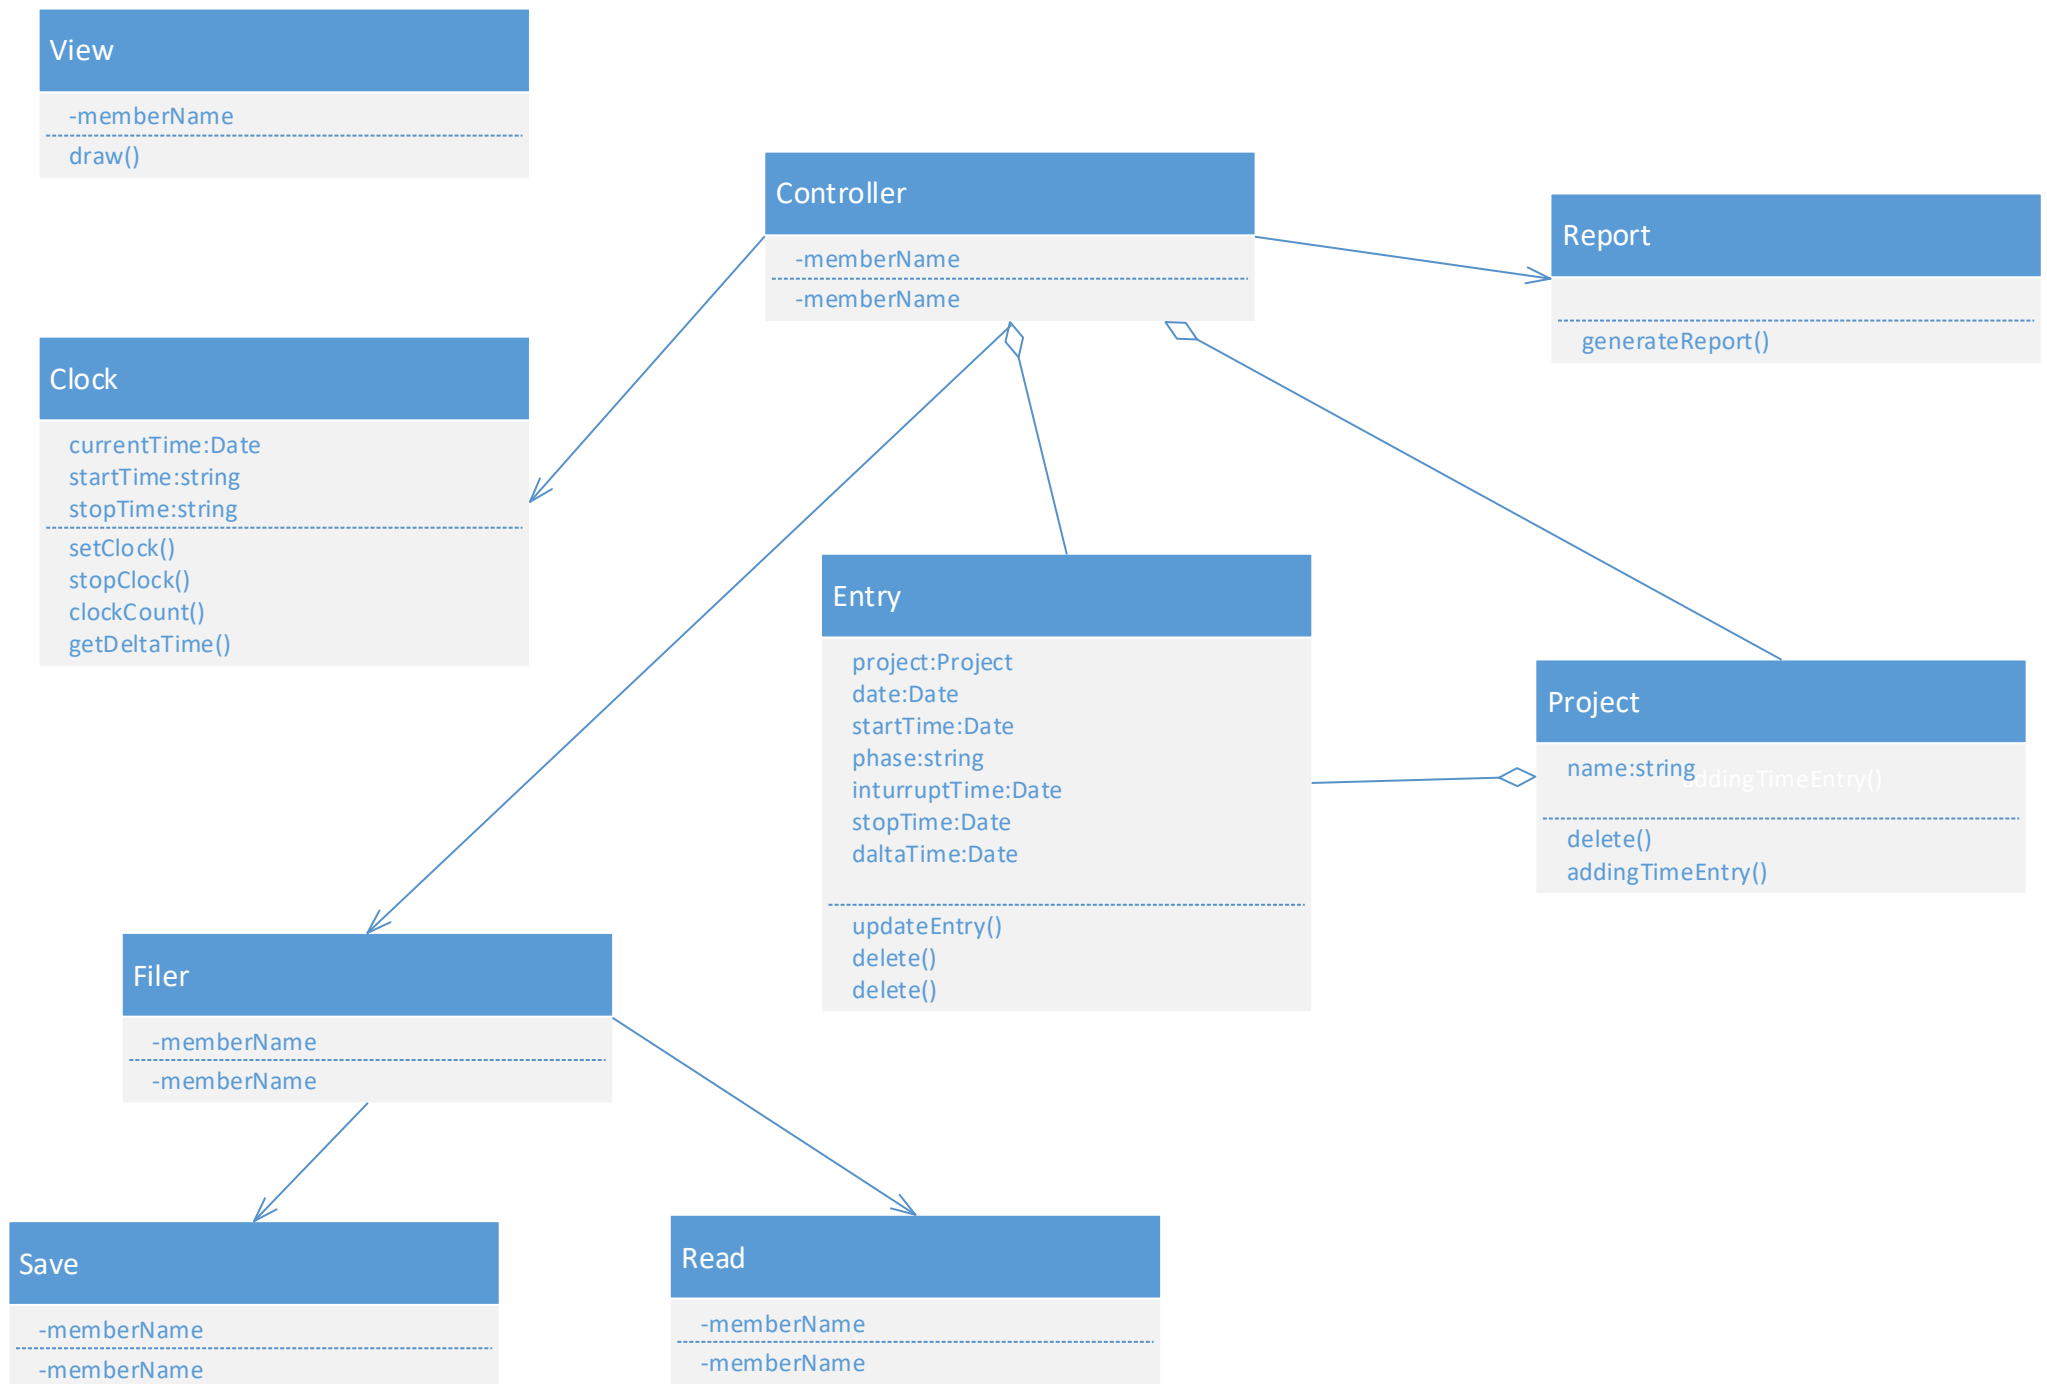 View
-memberName
draw()
Controller
-memberName
-memberName
Report
generateReport()
Clock
currentTime:Date
startTime:string
stopTime:string
setClock()
stopClock()
clockCount()
getDeltaTime()
Entry
project:Project
date:Date
startTime:Date
phase:string
inturruptTime:Date
stopTime:Date
daltaTime:Date
updateEntry()
delete()
delete()
Project
name:string
addingTimeEntry()
delete()
addingTimeEntry()
Filer
-memberName
-memberName
Save
-memberName
-memberName
Read
-memberName
-memberName